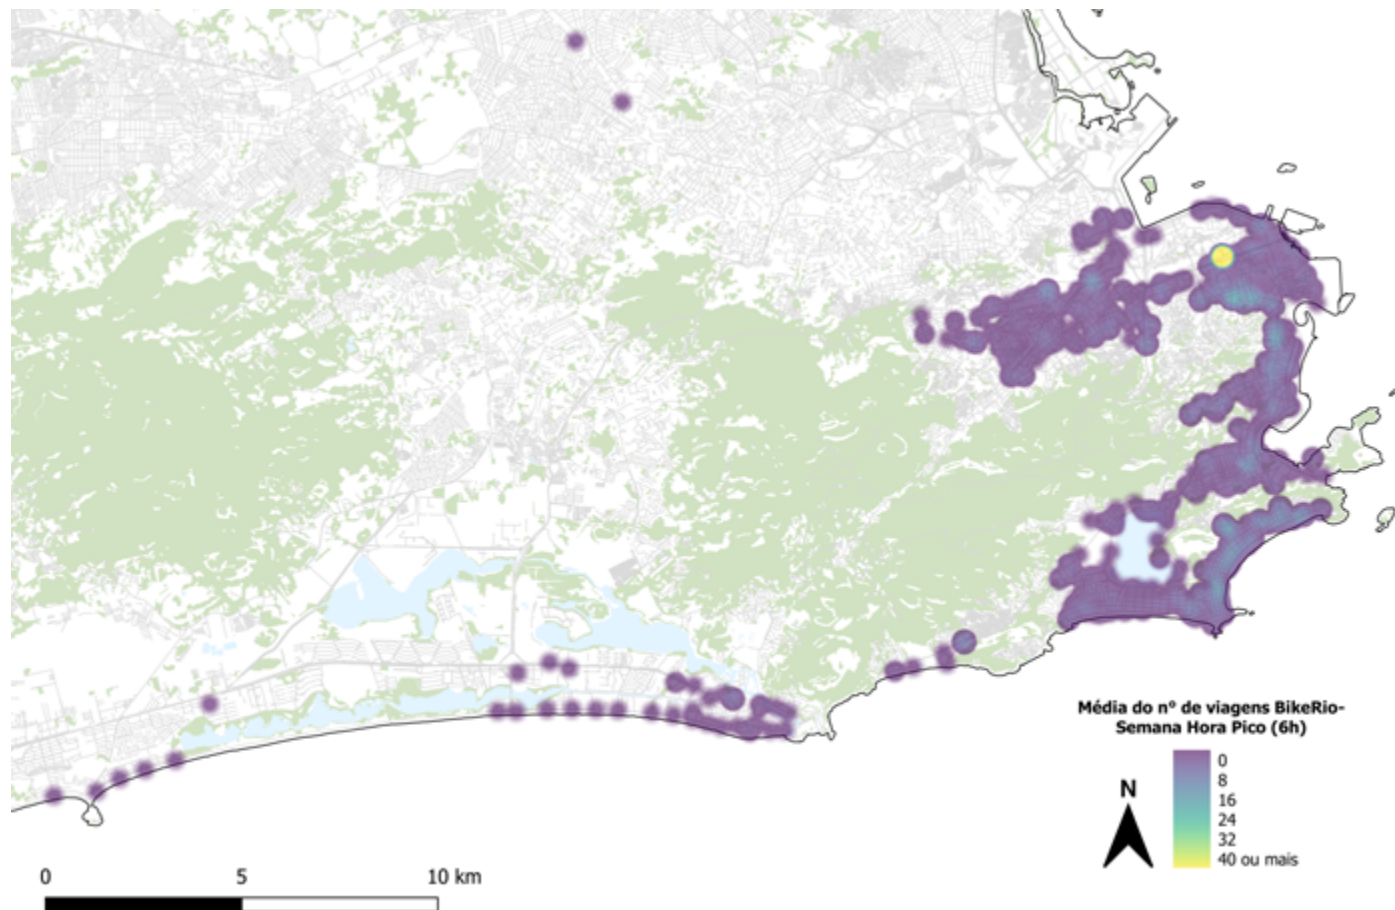 Média do nº de viagens BikeRio-
Semana Hora Pico (6h)
N
0
8
16
24
32
40 ou mais
0 5 10 km